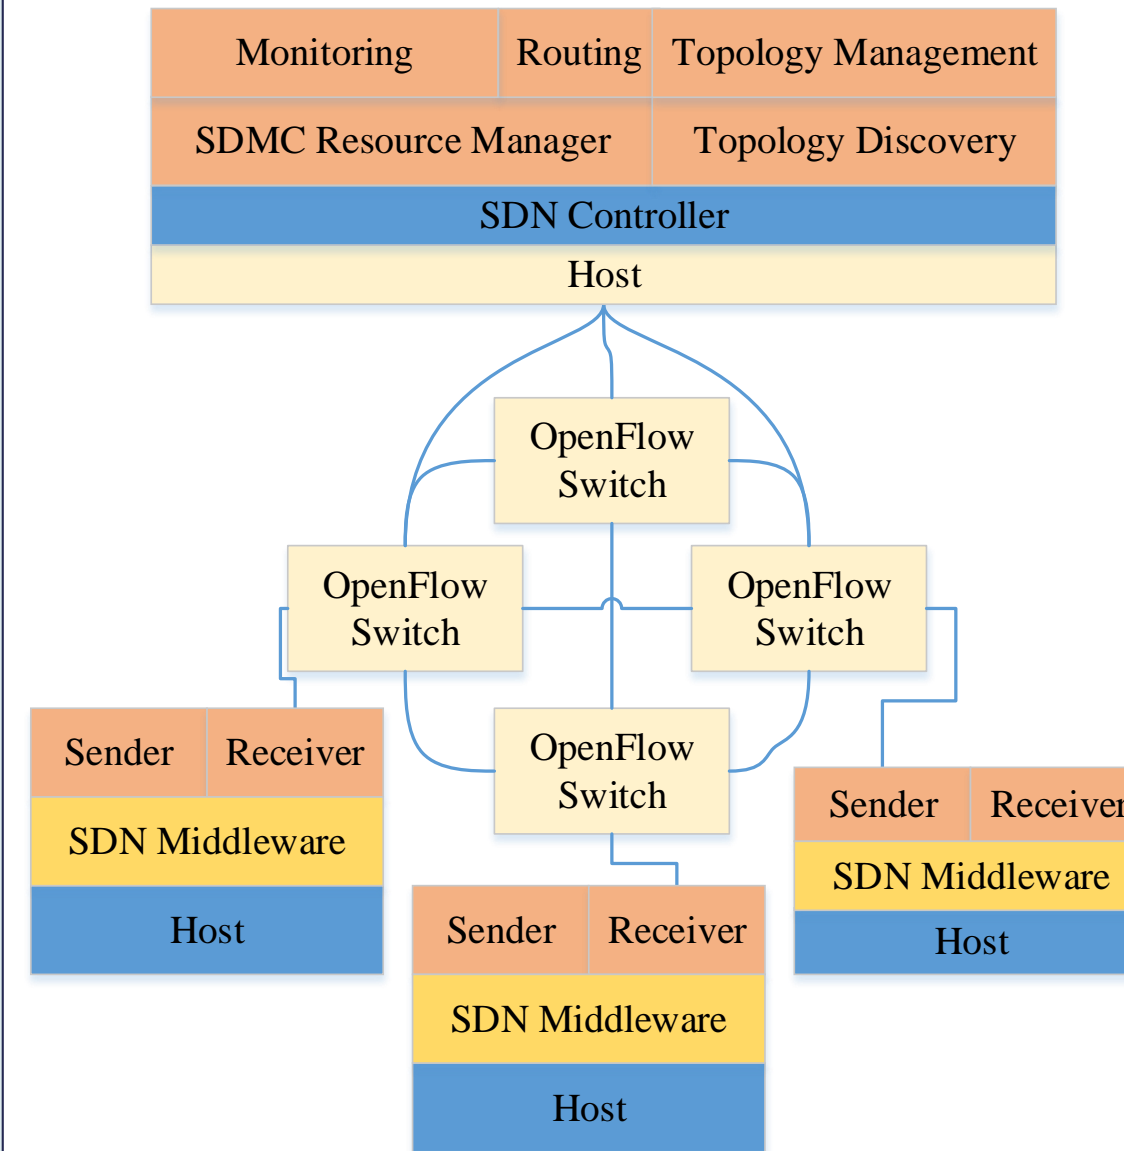 Monitoring Routing Topology Management
SDMC Resource Manager Topology Discovery
SDN Controller
Host
OpenFlow
Switch
OpenFlow
Switch
OpenFlow
Switch
OpenFlow
Switch
Sender Receiver
SDN Middleware
Host
Sender Receiver
SDN Middleware
Host
Sender Receiver
SDN Middleware
Host